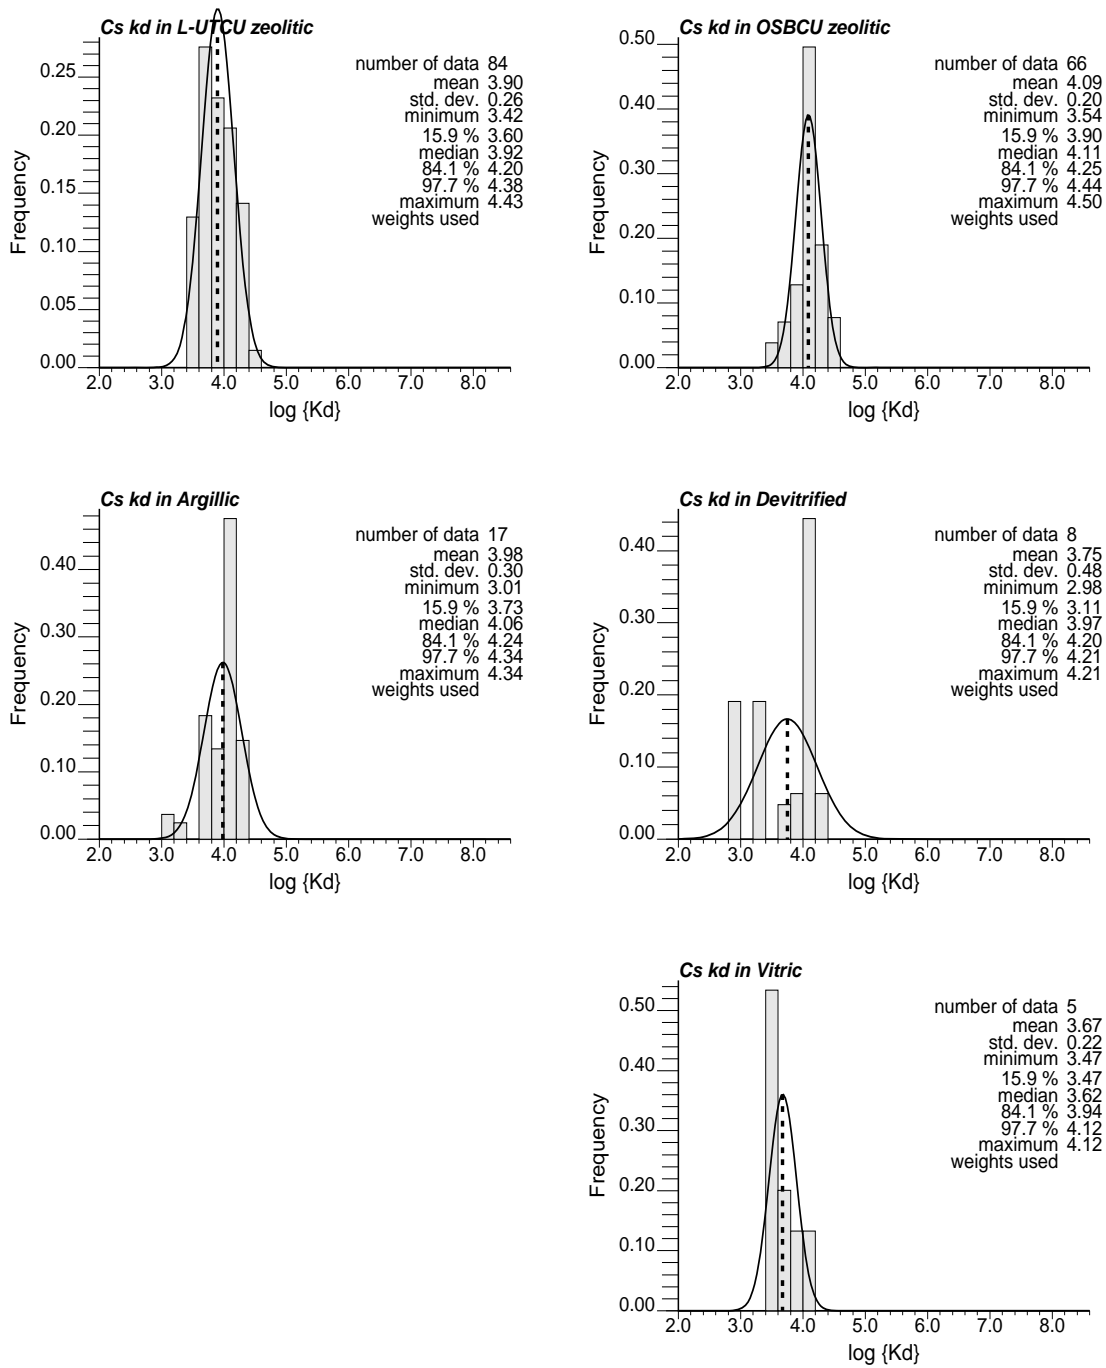 Cs kd in L-UTCU zeolitic
number of data 84
mean 3.90
std. dev. 0.26
minimum 3.42
15.9 % 3.60
median 3.92
84.1 % 4.20
97.7 % 4.38
maximum 4.43
weights used
Frequency
0.25
0.20
0.15
0.10
0.05
0.00
2.0 3.0 4.0 5.0 6.0 7.0 8.0
log {Kd}
Cs kd in OSBCU zeolitic
number of data 66
mean 4.09
std. dev. 0.20
minimum 3.54
15.9 % 3.90
median 4.11
84.1 % 4.25
97.7 % 4.44
maximum 4.50
weights used
Frequency
0.50
0.40
0.30
0.20
0.10
0.00
2.0 3.0 4.0 5.0 6.0 7.0 8.0
log {Kd}
Cs kd in Argillic
number of data 17
mean 3.98
std. dev. 0.30
minimum 3.01
15.9 % 3.73
median 4.06
84.1 % 4.24
97.7 % 4.34
maximum 4.34
weights used
Frequency
0.40
0.30
0.20
0.10
0.00
2.0 3.0 4.0 5.0 6.0 7.0 8.0
log {Kd}
Cs kd in Devitrified
number of data 8
mean 3.75
std. dev. 0.48
minimum 2.98
15.9 % 3.11
median 3.97
84.1 % 4.20
97.7 % 4.21
maximum 4.21
weights used
Frequency
0.40
0.30
0.20
0.10
0.00
2.0 3.0 4.0 5.0 6.0 7.0 8.0
log {Kd}
Cs kd in Vitric
number of data 5
mean 3.67
std. dev. 0.22
minimum 3.47
15.9 % 3.47
median 3.62
84.1 % 3.94
97.7 % 4.12
maximum 4.12
weights used
Frequency
0.50
0.40
0.30
0.20
0.10
0.00
2.0 3.0 4.0 5.0 6.0 7.0 8.0
log {Kd}